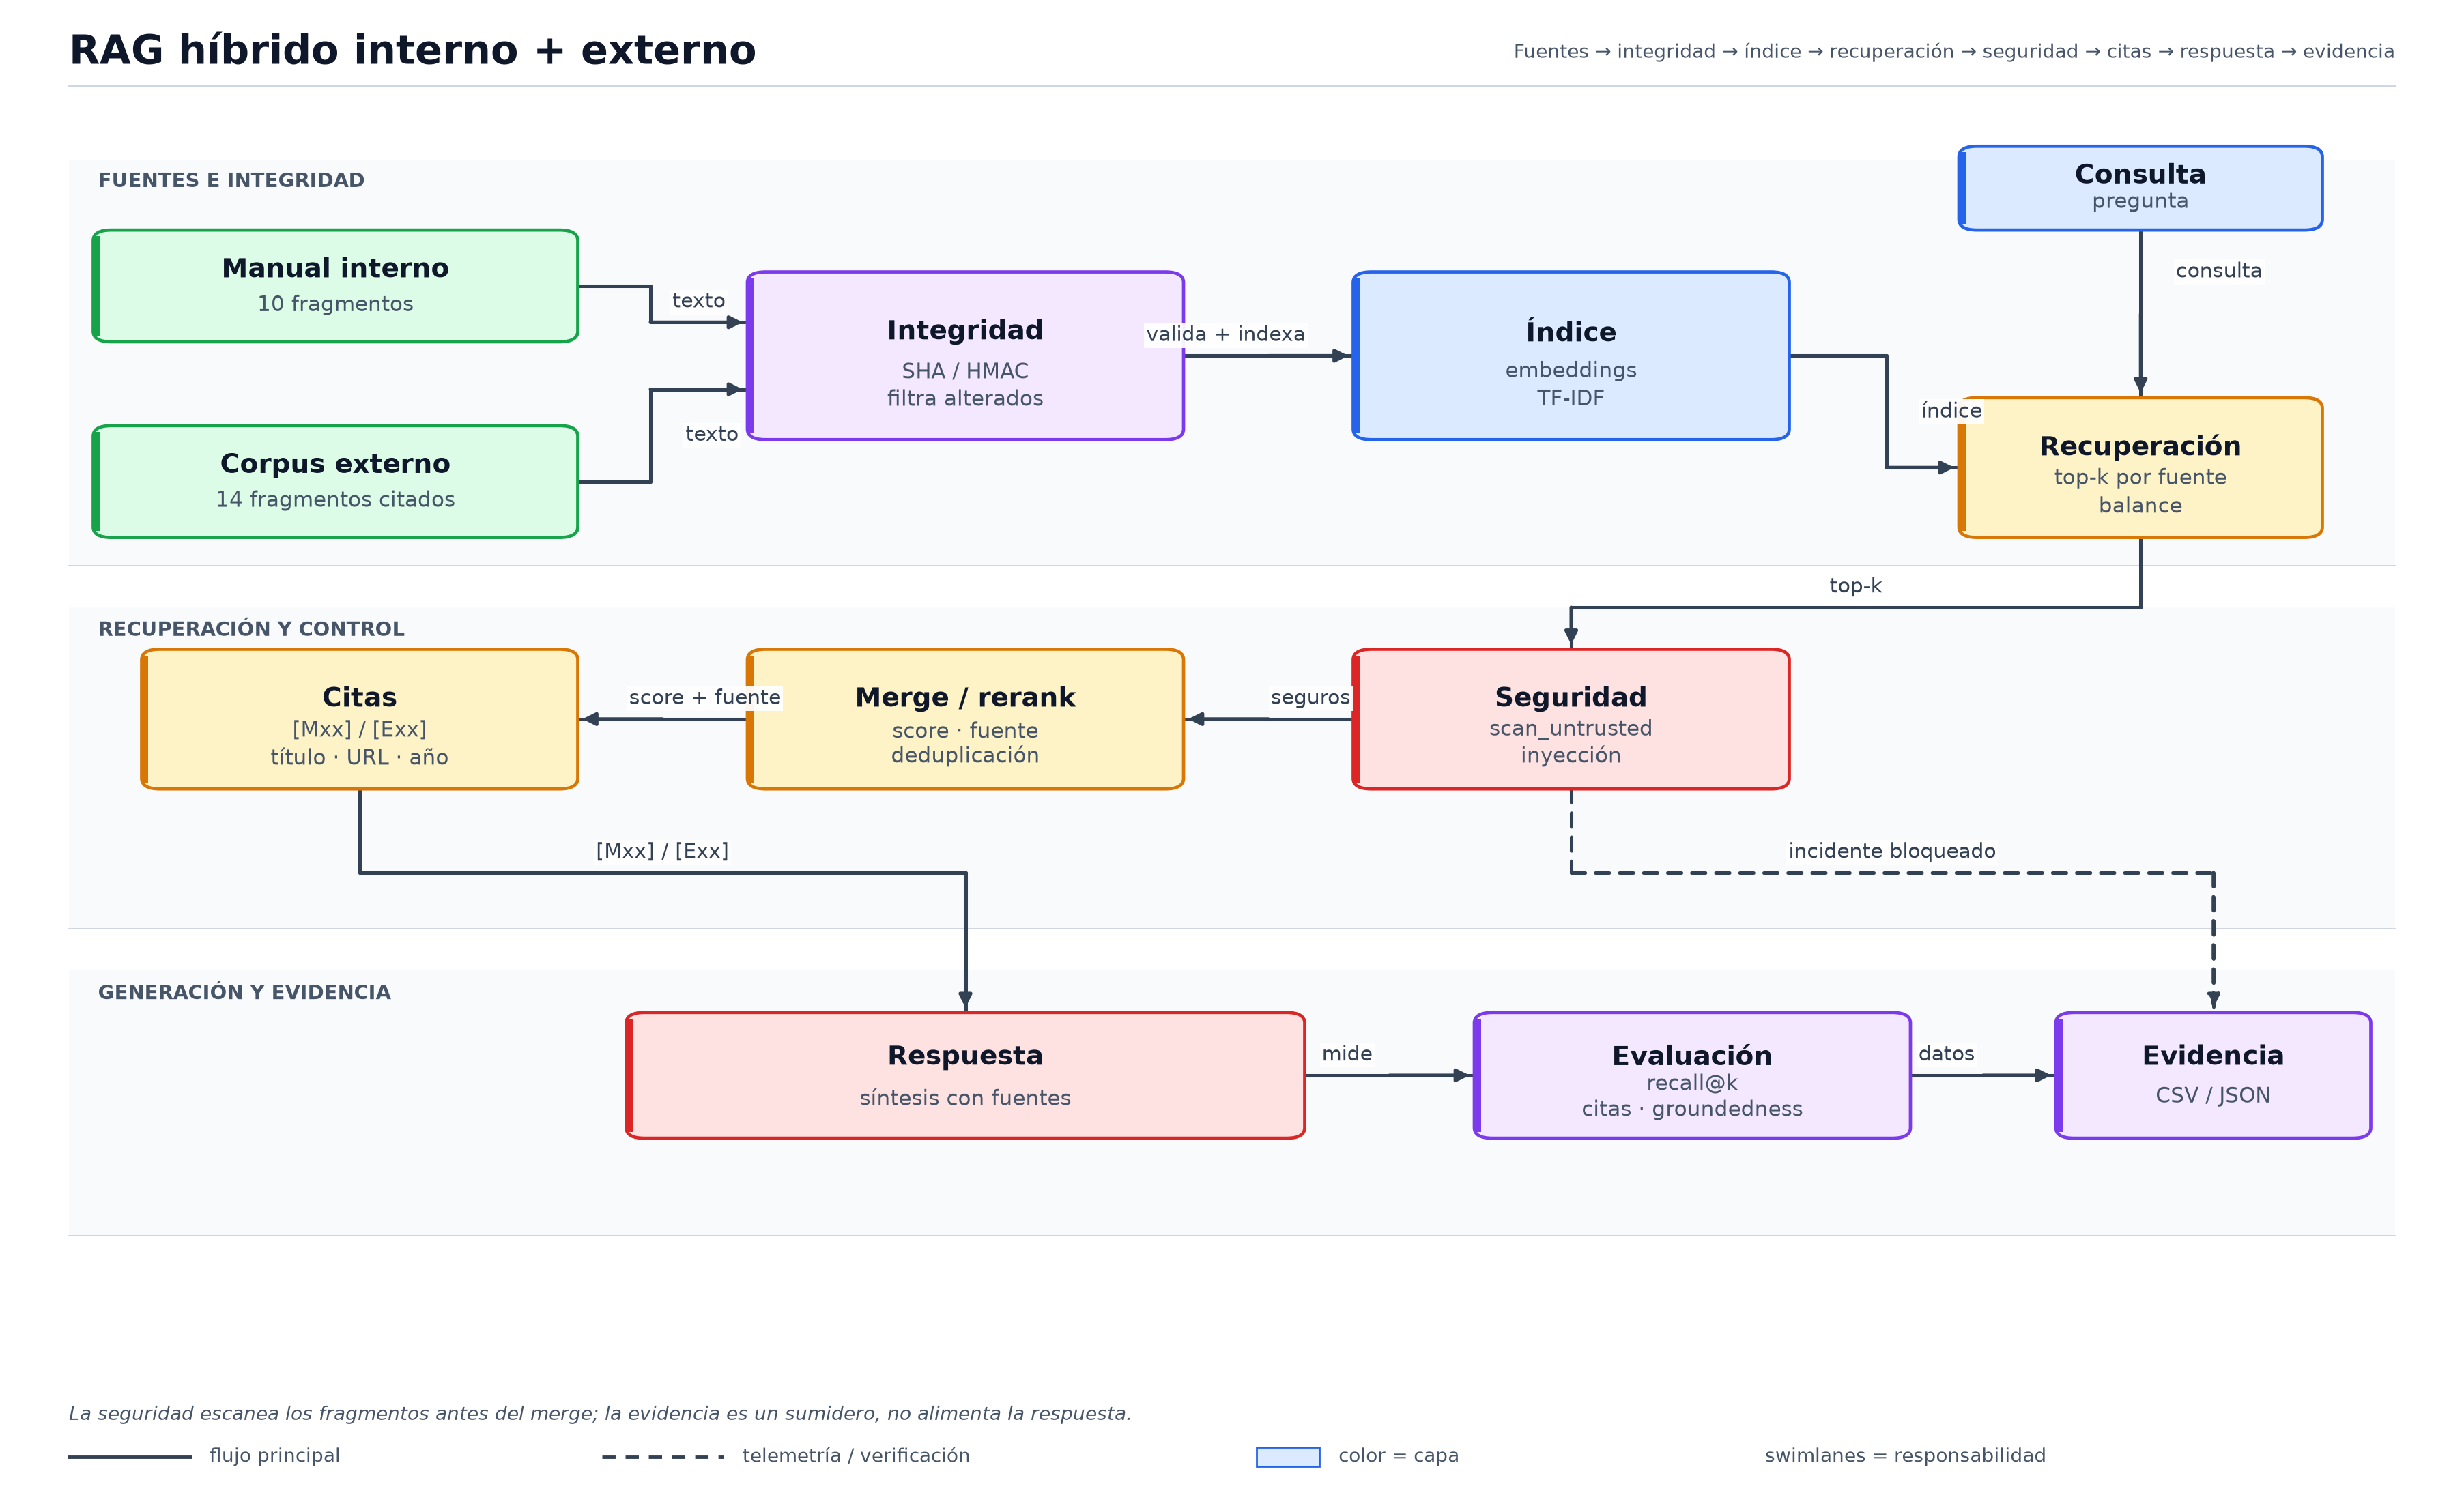 RAG híbrido interno + externo
Fuentes → integridad → índice → recuperación → seguridad → citas → respuesta → evidencia
FUENTES E INTEGRIDAD
Consulta
pregunta
consulta
Manual interno
10 fragmentos
texto
Corpus externo
14 fragmentos citados
texto
Integridad
SHA / HMAC
filtra alterados
valida + indexa
Índice
embeddings
TF-IDF
índice
Recuperación
top-k por fuente
balance
top-k
RECUPERACIÓN Y CONTROL
Citas
[Mxx] / [Exx]
título · URL · año
score + fuente
Merge / rerank
score · fuente
deduplicación
seguros
Seguridad
scan_untrusted
inyección
[Mxx] / [Exx]
incidente bloqueado
GENERACIÓN Y EVIDENCIA
Respuesta
síntesis con fuentes
mide
Evaluación
recall@k
citas · groundedness
datos
Evidencia
CSV / JSON
La seguridad escanea los fragmentos antes del merge; la evidencia es un sumidero, no alimenta la respuesta.
flujo principal
telemetría / verificación
color = capa
swimlanes = responsabilidad